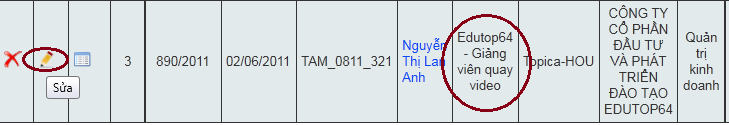 Sửa
3
890/2011
02/06/2011
TAM_0811_321
Nguyễn
Thị Lan
Anh
Edutop64
- Giảng
viên quay
video
Topica-HOU
CÔNG TY
CỔ PHẦN
ĐẦU TƯ
VÀ PHÁT
TRIỂN
ĐÀO TẠO
EDUTOP64
Quản
trị
kinh
doanh